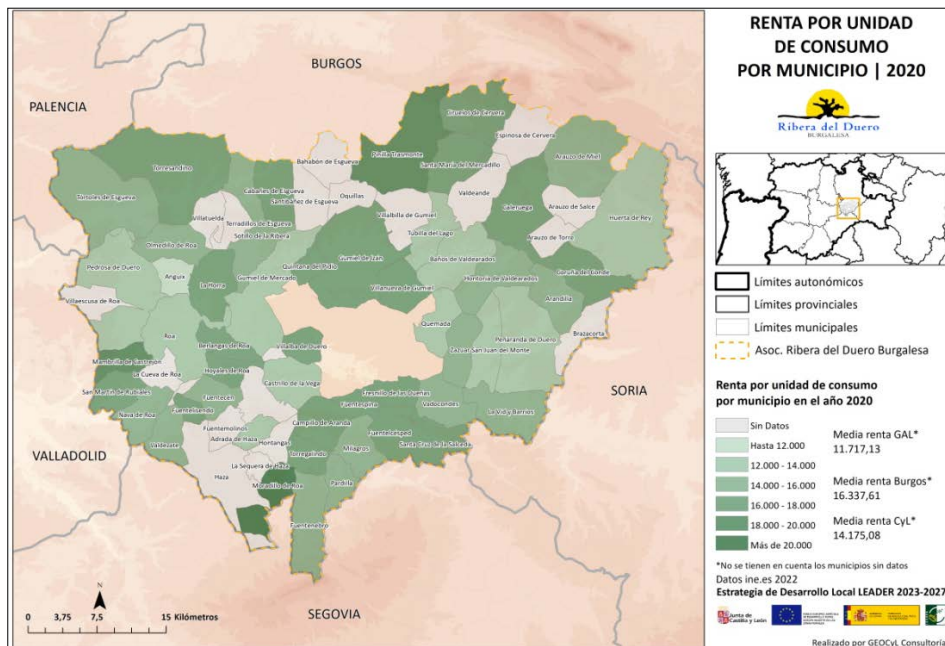 RENTA POR UNIDAD
DE CONSUMO
POR MUNICIPIO | 2020
Ribera del Duero
BURGALESA
BURGOS
PALENCIA
SORIA
VALLADOLID
SEGOVIA
Ciruelos de Cervera
Espinosa de Cervera
Pinilla Trasmonte
Bahabón de Esgueva
Santa María del Mercadillo
Arauzo de Miel
Torresandino
Cabañes de Esgueva
Oquillas
Valdeande
Tórtoles de Esgueva
Santibáñez de Esgueva
Caleruega
Arauzo de Salce
Huerta de Rey
Villatuelda
Villalbilla de Gumiel
Terradillos de Esgueva
Tubilla del Lago
Sotillo de la Ribera
Arauzo de Torre
Olmedillo de Roa
Gumiel de Izán
Baños de Valdearados
Pedrosa de Duero
Quintana del Pidio
Anguix
Gumiel de Mercado
Hontoria de Valdearados
Coruña del Conde
La Horra
Villanueva de Gumiel
Arandilla
Villaescusa de Roa
Quemada
Brazacorta
Roa
Peñaranda de Duero
Berlangas de Roa
Villalba de Duero
Zazuar
San Juan del Monte
Mambrilla de Castrejón
La Cueva de Roa
Hoyales de Roa
Castrillo de la Vega
San Martín de Rubiales
Fresnillo de las Dueñas
Fuentecén
Fuentespina
Vadocondes
Nava de Roa
Fuentelisendo
La Vid y Barrios
Campillo de Aranda
Fuentemolinos
Fuentelcésped
Valdezate
Adrada de Haza
Hontangas
Santa Cruz de la Salceda
Torregalindo
Milagros
La Sequera de Haza
Haza
Moradillo de Roa
Pardilla
Fuentenebro
N
0 3,75 7,5 15 Kilómetros
Límites autonómicos
Límites provinciales
Límites municipales
Asoc. Ribera del Duero Burgalesa
Renta por unidad de consumo
por municipio en el año 2020
Sin Datos
Hasta 12.000
12.000 - 14.000
14.000 - 16.000
16.000 - 18.000
18.000 - 20.000
Más de 20.000
Media renta GAL*
11.717,13
Media renta Burgos*
16.337,61
Media renta CyL*
14.175,08
*No se tienen en cuenta los municipios sin datos
Datos ine.es 2022
Estrategia de Desarrollo Local LEADER 2023-2027
Junta de
Castilla y León
Realizado por GEOCyL Consultoría